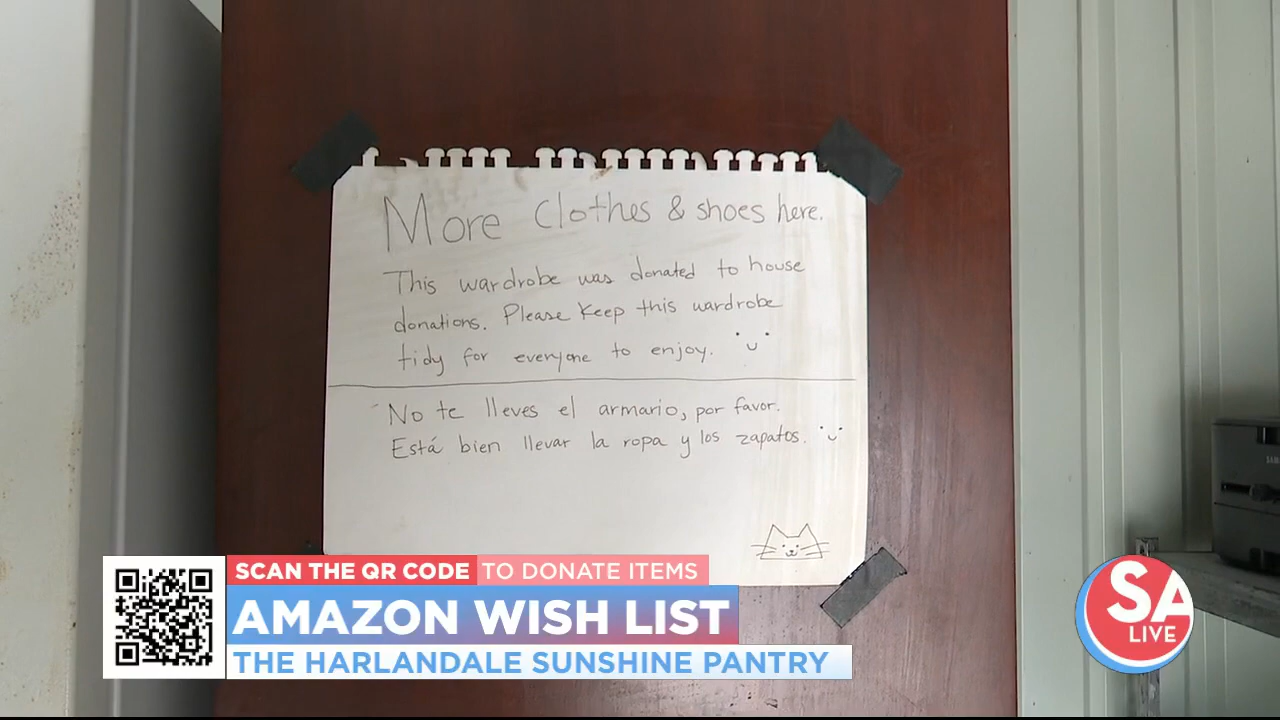 More clothes & shoes here.
This wardrobe was donated to house
donations. Please keep this wardrobe
tidy for everyone to enjoy.
No te lleves el armario, por favor.
Está bien llevar la ropa y los zapatos.
SCAN THE QR CODE TO DONATE ITEMS
AMAZON WISH LIST
THE HARLANDALE SUNSHINE PANTRY
SA
LIVE